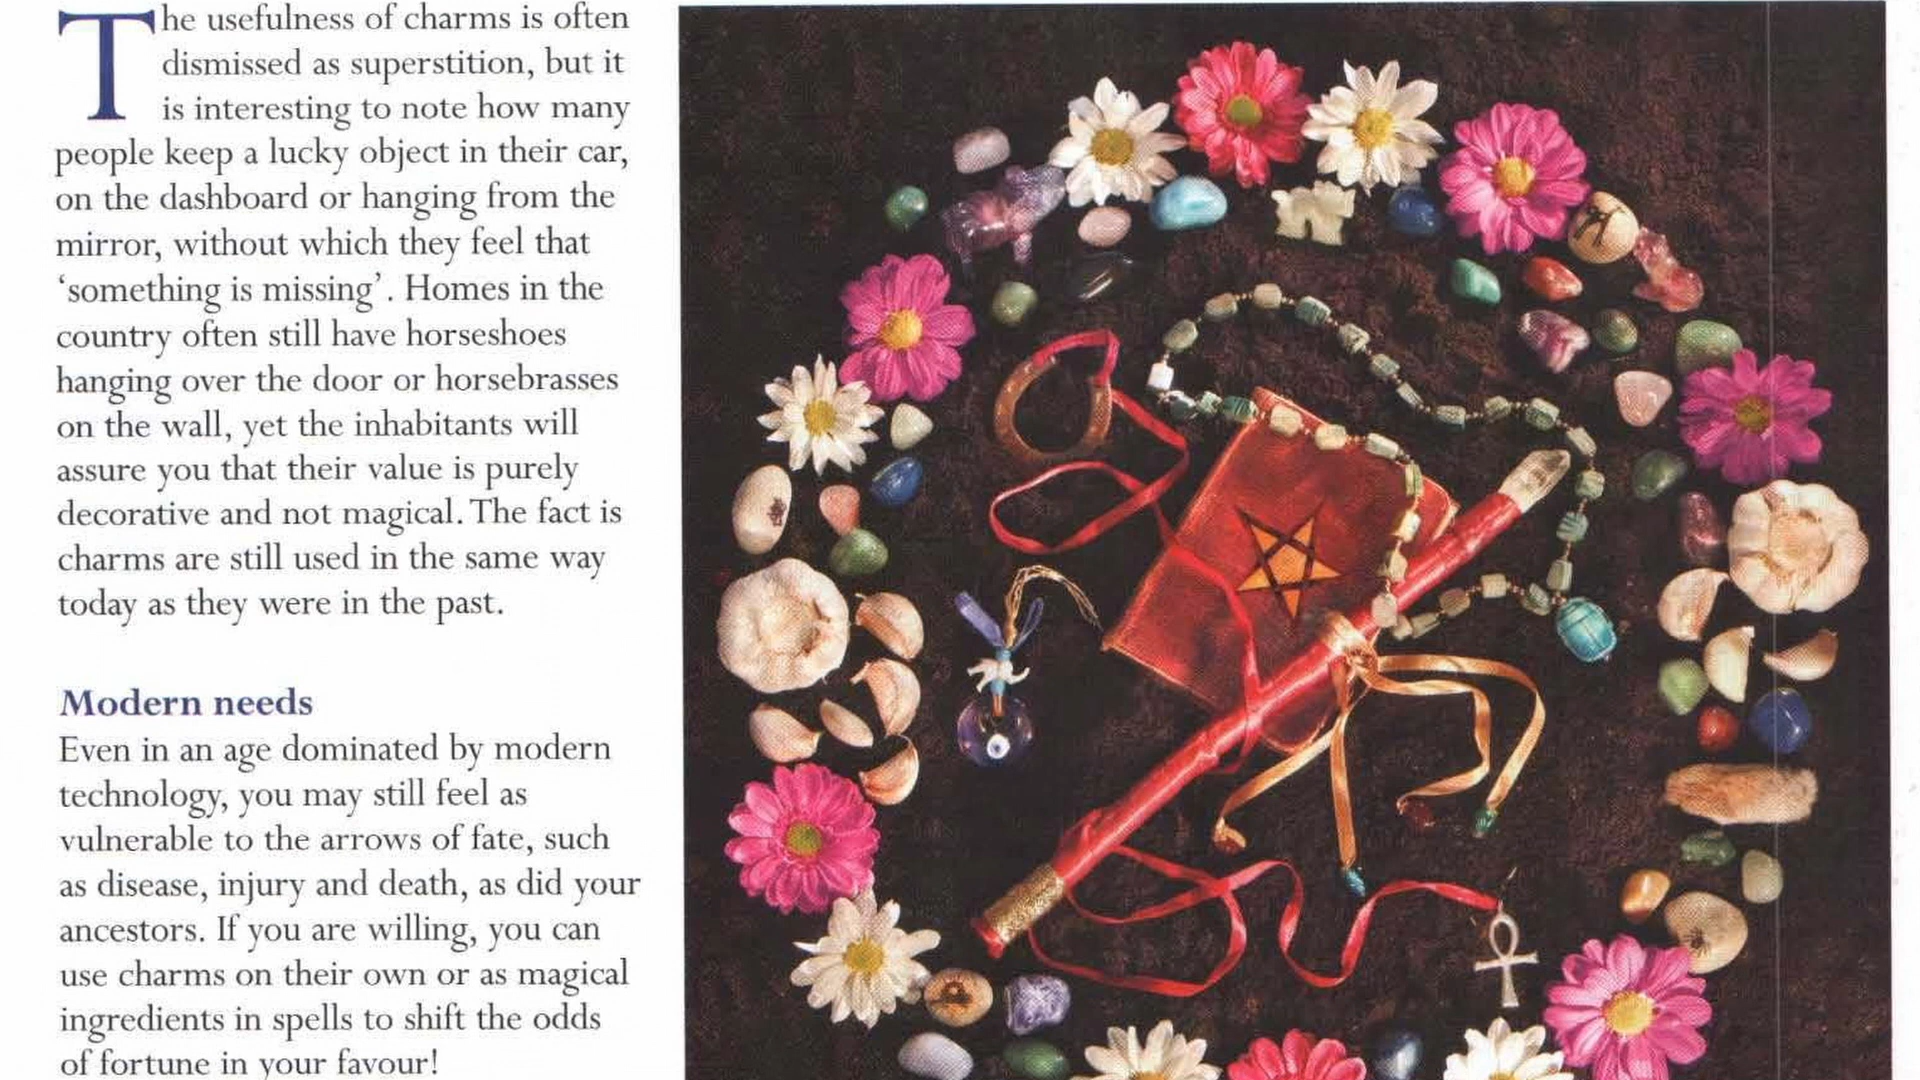 The usefulness of charms is often
dismissed as superstition, but it
is interesting to note how many
people keep a lucky object in their car,
on the dashboard or hanging from the
mirror, without which they feel that
‘something is missing’. Homes in the
country often still have horseshoes
hanging over the door or horsebrasses
on the wall, yet the inhabitants will
assure you that their value is purely
decorative and not magical. The fact is
charms are still used in the same way
today as they were in the past.
Modern needs
Even in an age dominated by modern
technology, you may still feel as
vulnerable to the arrows of fate, such
as disease, injury and death, as did your
ancestors. If you are willing, you can
use charms on their own or as magical
ingredients in spells to shift the odds
of fortune in your favour!